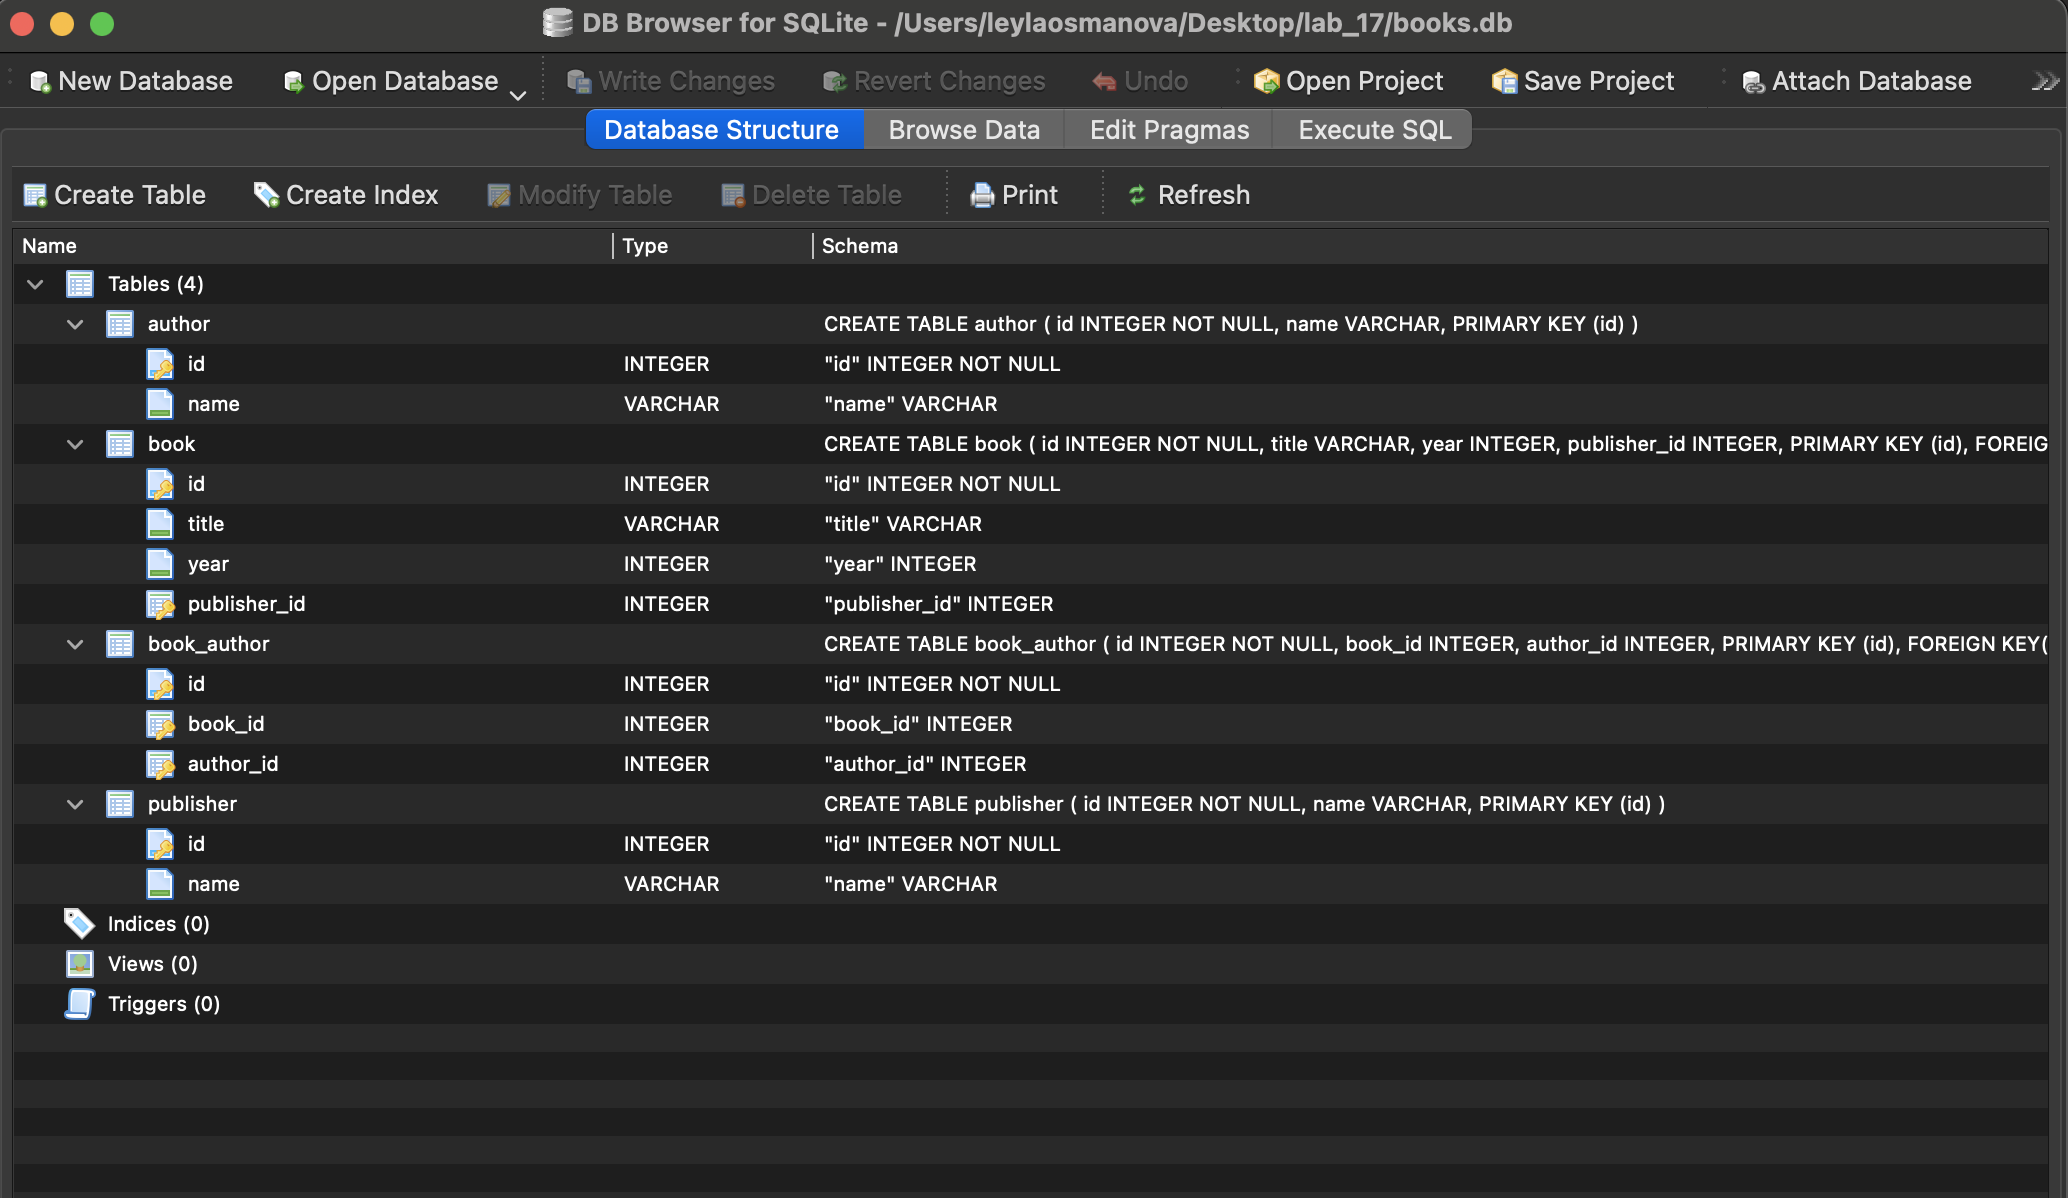 DB Browser for SQLite - /Users/leylaosmanova/Desktop/lab_17/books.db
New Database Open Database Write Changes Revert Changes Undo Open Project Save Project Attach Database
Database Structure Browse Data Edit Pragmas Execute SQL
Create Table Create Index Modify Table Delete Table Print Refresh
Name Type Schema
Tables (4)
author CREATE TABLE author ( id INTEGER NOT NULL, name VARCHAR, PRIMARY KEY (id) )
id INTEGER "id" INTEGER NOT NULL
name VARCHAR "name" VARCHAR
book CREATE TABLE book ( id INTEGER NOT NULL, title VARCHAR, year INTEGER, publisher_id INTEGER, PRIMARY KEY (id), FOREIG
id INTEGER "id" INTEGER NOT NULL
title VARCHAR "title" VARCHAR
year INTEGER "year" INTEGER
publisher_id INTEGER "publisher_id" INTEGER
book_author CREATE TABLE book_author ( id INTEGER NOT NULL, book_id INTEGER, author_id INTEGER, PRIMARY KEY (id), FOREIGN KEY(
id INTEGER "id" INTEGER NOT NULL
book_id INTEGER "book_id" INTEGER
author_id INTEGER "author_id" INTEGER
publisher CREATE TABLE publisher ( id INTEGER NOT NULL, name VARCHAR, PRIMARY KEY (id) )
id INTEGER "id" INTEGER NOT NULL
name VARCHAR "name" VARCHAR
Indices (0)
Views (0)
Triggers (0)